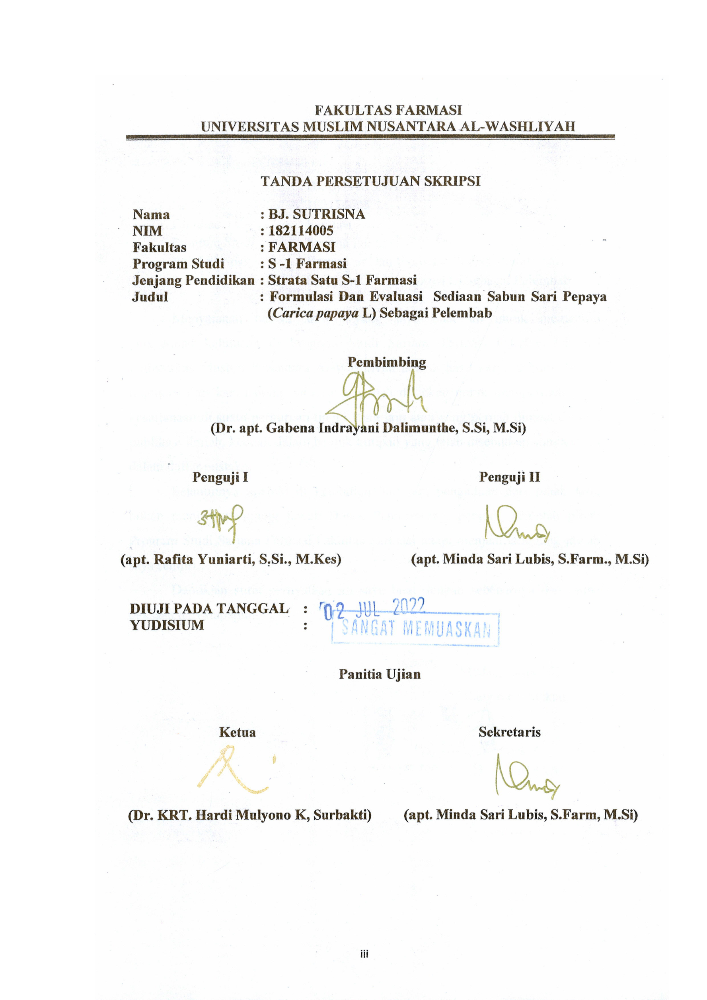 FAKULTAS FARMASI
UNIVERSITAS MUSLIM NUSANTARA AL-WASHLIYAH
TANDA PERSETUJUAN SKRIPSI
Nama : BJ. SUTRISNA
NIM : 182114005
Fakultas : FARMASI
Program Studi : S -1 Farmasi
Jenjang Pendidikan : Strata Satu S-1 Farmasi
Judul : Formulasi Dan Evaluasi Sediaan Sabun Sari Pepaya
(Carica papaya L) Sebagai Pelembab
Pembimbing
(Dr. apt. Gabena Indrayani Dalimunthe, S.Si, M.Si)
Penguji I Penguji II
(apt. Rafita Yuniarti, S.Si., M.Kes) (apt. Minda Sari Lubis, S.Farm., M.Si)
DIUJI PADA TANGGAL : 02 JUL 2022
YUDISIUM : SANGAT MEMUASKAN
Panitia Ujian
Ketua Sekretaris
(Dr. KRT. Hardi Mulyono K, Surbakti) (apt. Minda Sari Lubis, S.Farm, M.Si)
iii